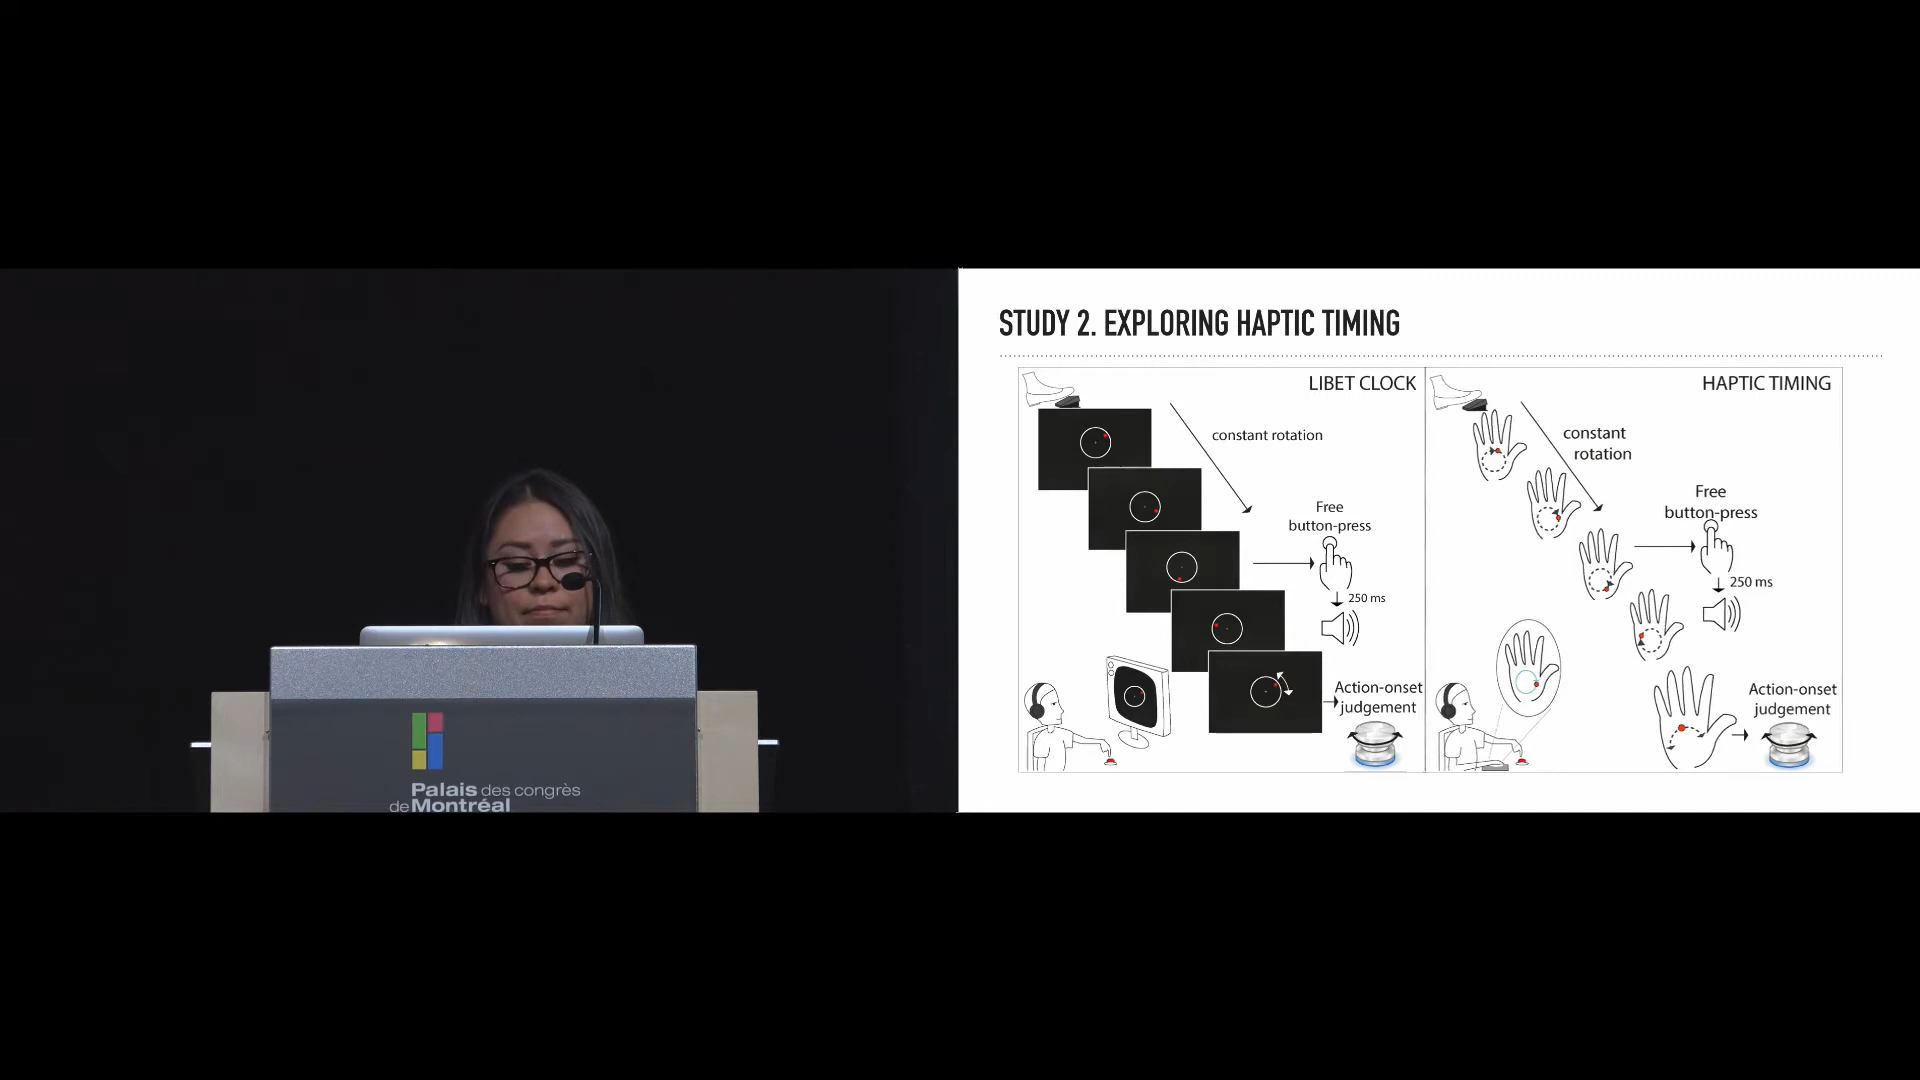 Palais des congrès
de Montréal
STUDY 2. EXPLORING HAPTIC TIMING
LIBET CLOCK
constant rotation
Free
button-press
250 ms
Action-onset
judgement
HAPTIC TIMING
constant
rotation
Free
button-press
250 ms
Action-onset
judgement